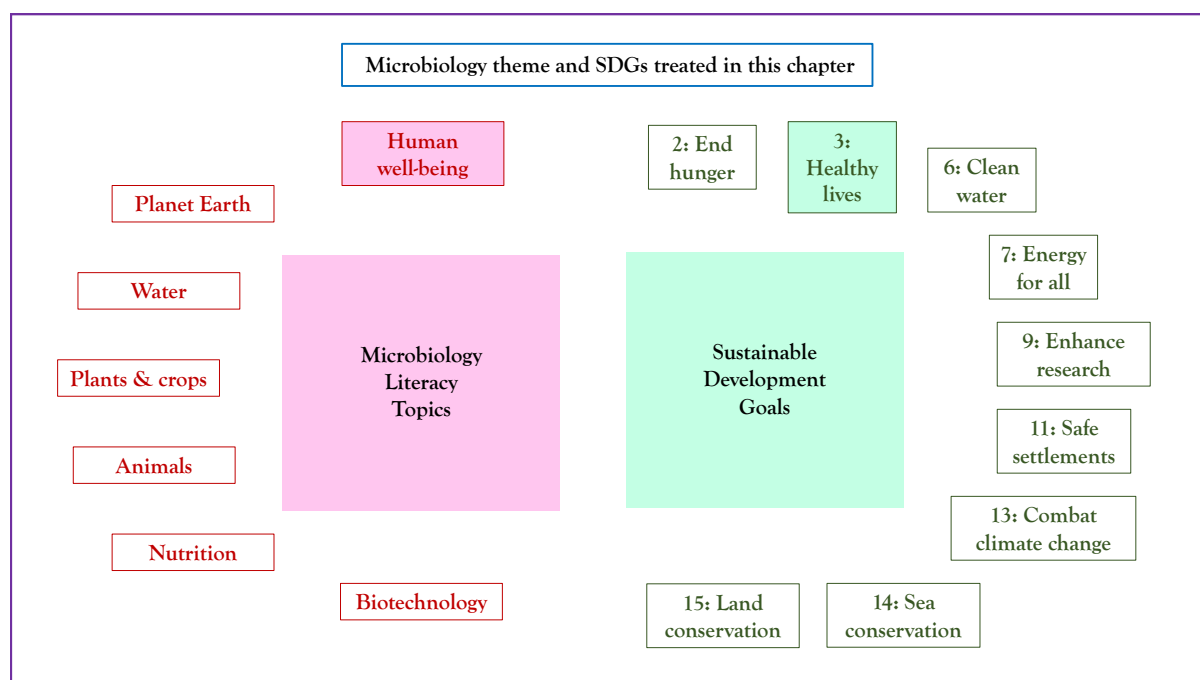 Microbiology theme and SDGs treated in this chapter
Human
well-being
Planet Earth
Water
Plants & crops
Animals
Nutrition
Biotechnology
Microbiology
Literacy
Topics
Sustainable
Development
Goals
2: End
hunger
3:
Healthy
lives
6: Clean
water
7: Energy
for all
9: Enhance
research
11: Safe
settlements
13: Combat
climate change
14: Sea
conservation
15: Land
conservation